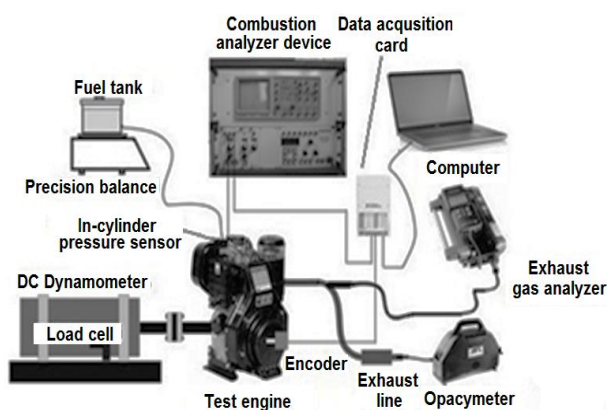 Combustion
analyzer device
Data acqusition
card
Fuel tank
Precision balance
Computer
In-cylinder
pressure sensor
DC Dynamometer
Load cell
Exhaust
gas analyzer
Encoder
Exhaust
line
Opacymeter
Test engine